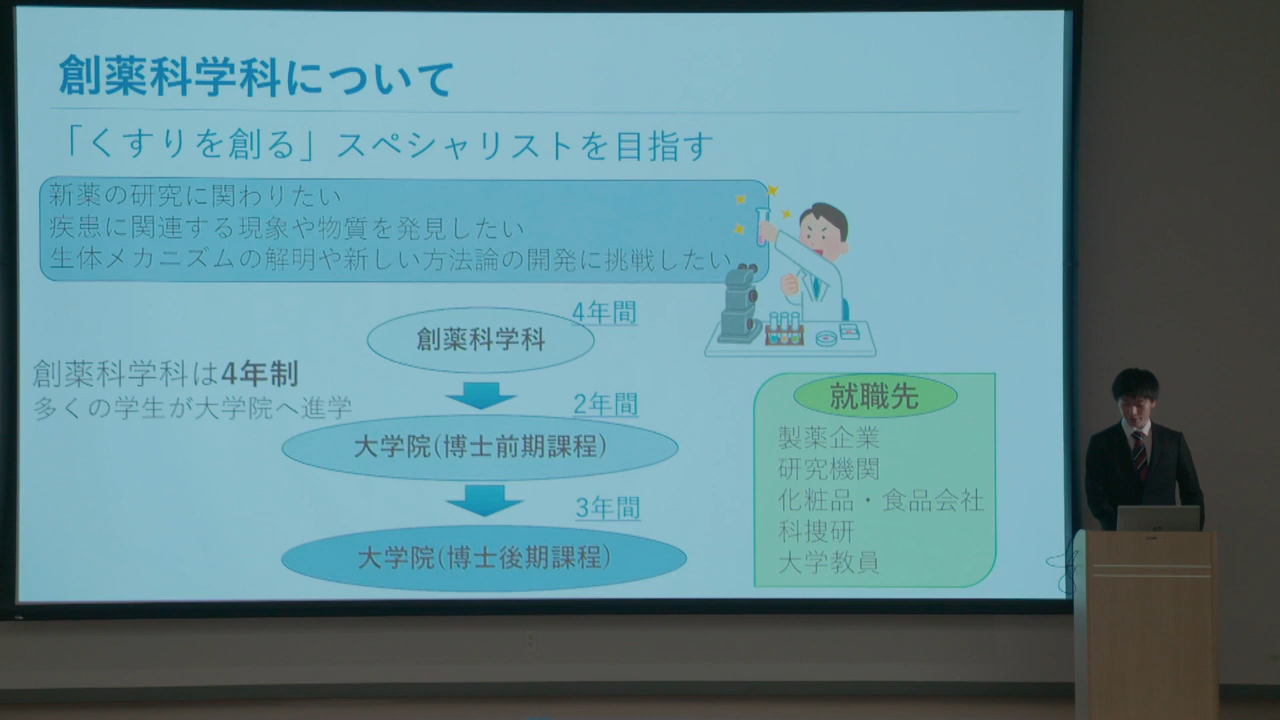 創薬科学科について
「くすりを創る」スペシャリストを目指す
新薬の研究に関わりたい
疾患に関連する現象や物質を発見したい
生体メカニズムの解明や新しい方法論の開発に挑戦したい
創薬科学科は4年制
多くの学生が大学院へ進学
4年間
創薬科学科
2年間
大学院(博士前期課程)
3年間
大学院(博士後期課程)
就職先
製薬企業
研究機関
化粧品・食品会社
科捜研
大学教員